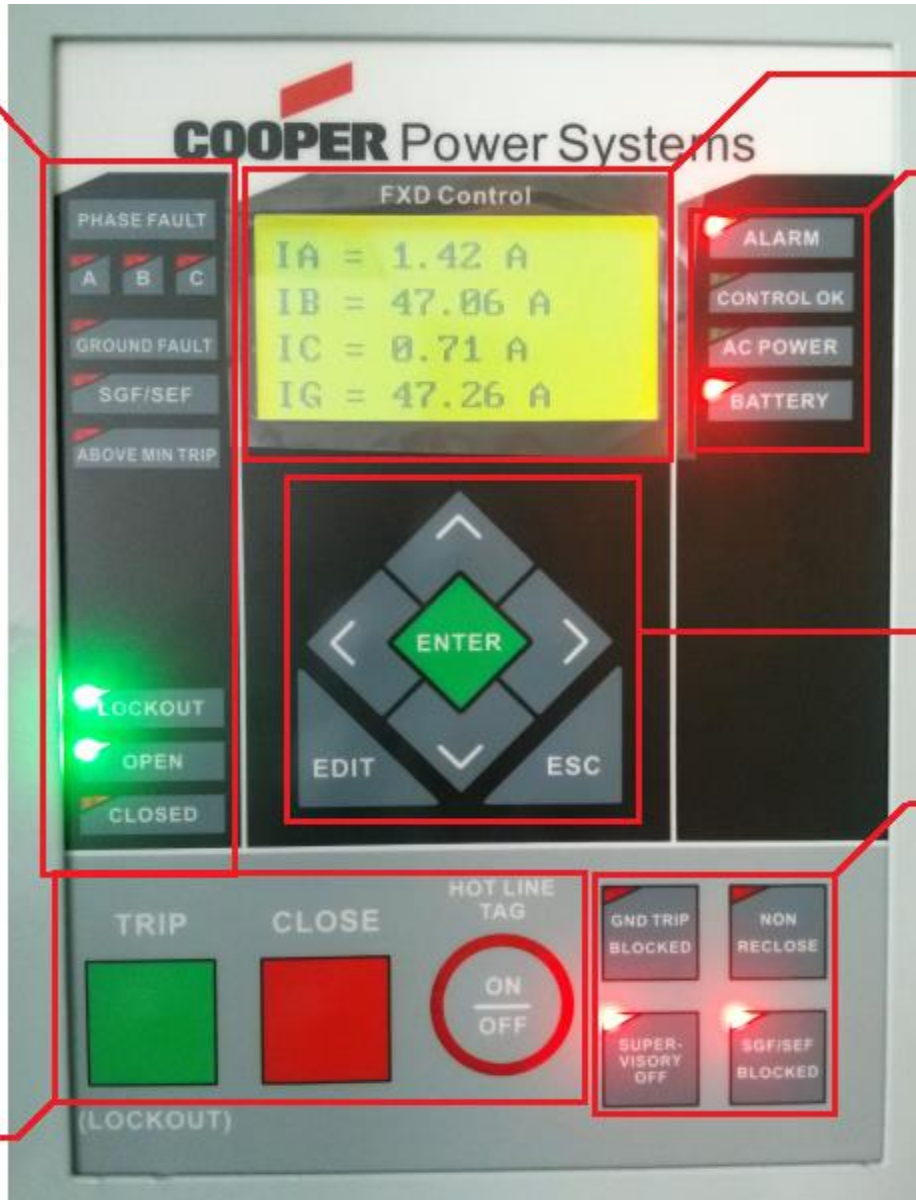 COOPER Power Systems
PHASE FAULT
A B C
GROUND FAULT
SGF/SEF
ABOVE MIN TRIP
LOCKOUT
OPEN
CLOSED
FXD Control
IA = 1.42 A
IB = 47.06 A
IC = 0.71 A
IG = 47.26 A
ENTER
EDIT
ESC
ALARM
CONTROL OK
AC POWER
BATTERY
TRIP
(LOCKOUT)
CLOSE
HOT LINE
TAG
ON
OFF
GND TRIP
BLOCKED
NON
RECLOSE
SUPER-
VISORY
OFF
SGF/SEF
BLOCKED